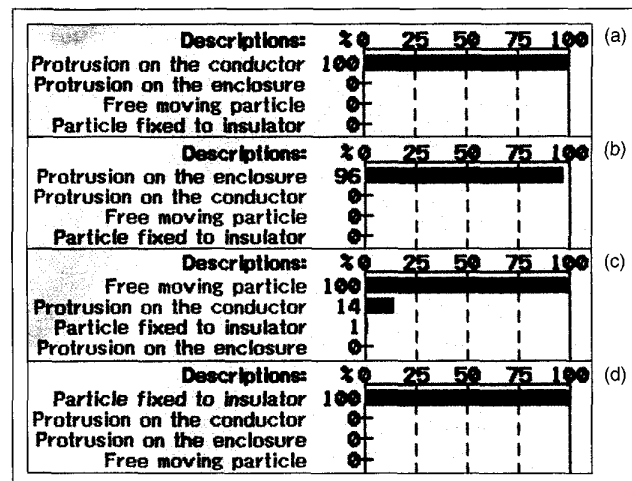 Descriptions: % 0 25 50 75 100 (a)
Protrusion on the conductor 100
Protrusion on the enclosure 0
Free moving particle 0
Particle fixed to insulator 0
Descriptions: % 0 25 50 75 100 (b)
Protrusion on the enclosure 96
Protrusion on the conductor 0
Free moving particle 0
Particle fixed to insulator 0
Descriptions: % 0 25 50 75 100 (c)
Free moving particle 100
Protrusion on the conductor 14
Particle fixed to insulator 1
Protrusion on the enclosure 0
Descriptions: % 0 25 50 75 100 (d)
Particle fixed to insulator 100
Protrusion on the conductor 0
Protrusion on the enclosure 0
Free moving particle 0